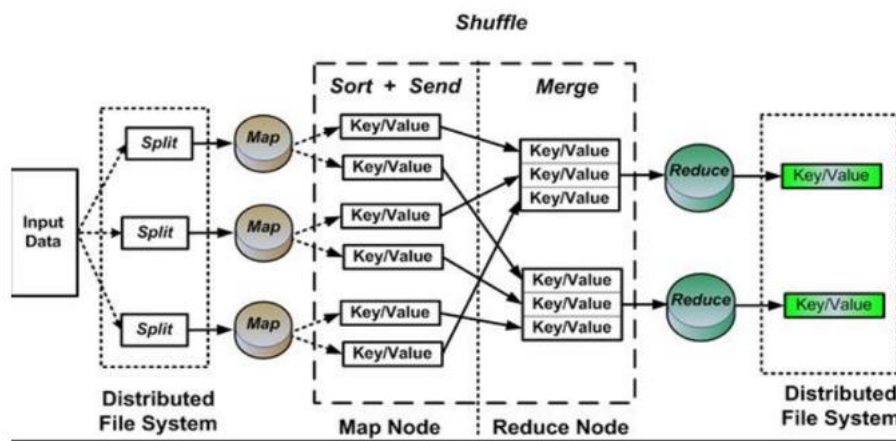 Shuffle
Sort + Send
Merge
Input
Data
Split
Split
Split
Map
Map
Map
Key/Value
Key/Value
Key/Value
Key/Value
Key/Value
Key/Value
Key/Value
Key/Value
Key/Value
Key/Value
Key/Value
Key/Value
Reduce
Reduce
Key/Value
Key/Value
Distributed
File System
Map Node
Reduce Node
Distributed
File System